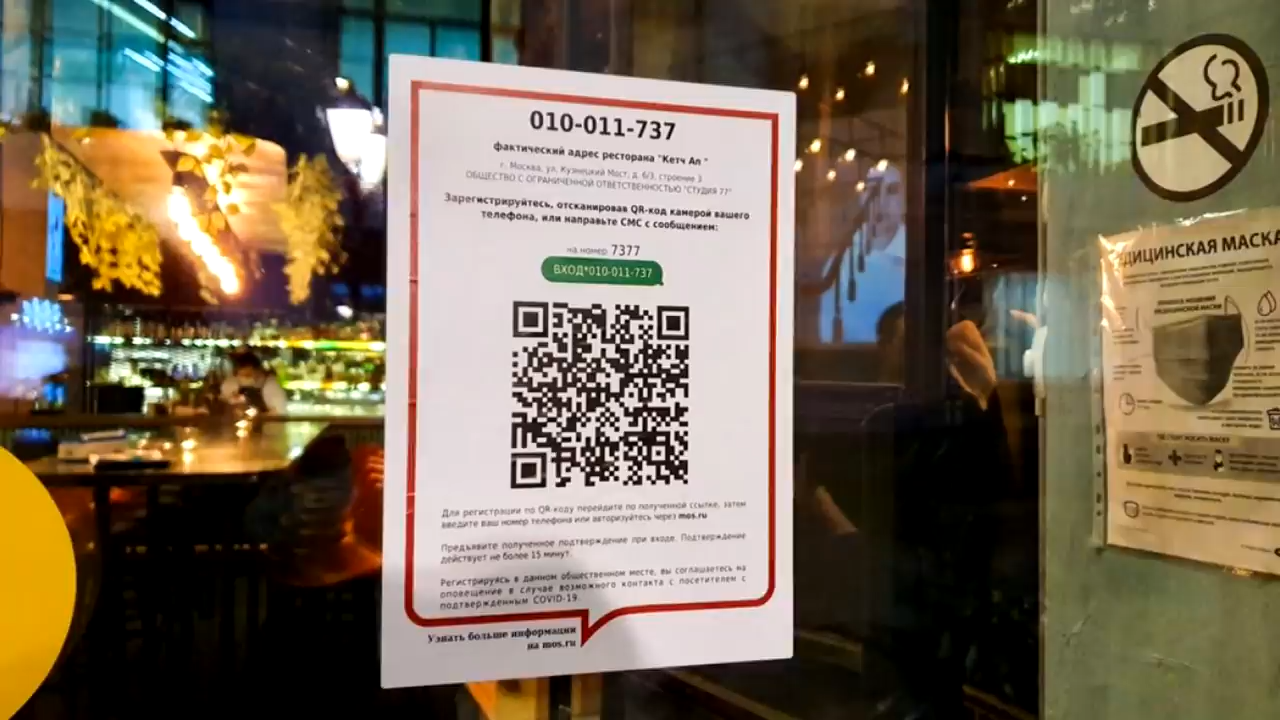 010-011-737
фактический адрес ресторана "Кетч Ап "
г. Москва, ул. Кузнецкий Мост, д. 6/3, строение 3
ОБЩЕСТВО С ОГРАНИЧЕННОЙ ОТВЕТСТВЕННОСТЬЮ "СТУДИЯ 77"
Зарегистрируйтесь, отсканировав QR-код камерой вашего
телефона, или направьте СМС с сообщением:
на номер 7377
ВХОД*010-011-737
Для регистрации по QR-коду перейдите по полученной ссылке, затем
введите ваш номер телефона или авторизуйтесь через mos.ru
Предъявите полученное подтверждение при входе. Подтверждение
действует не более 15 минут.
Регистрируясь в данном общественном месте, вы соглашаетесь на
оповещение в случае возможного контакта с посетителем с
подтвержденным COVID-19.
Узнать больше информации
на mos.ru
ДИЦИНСКАЯ МАСКА